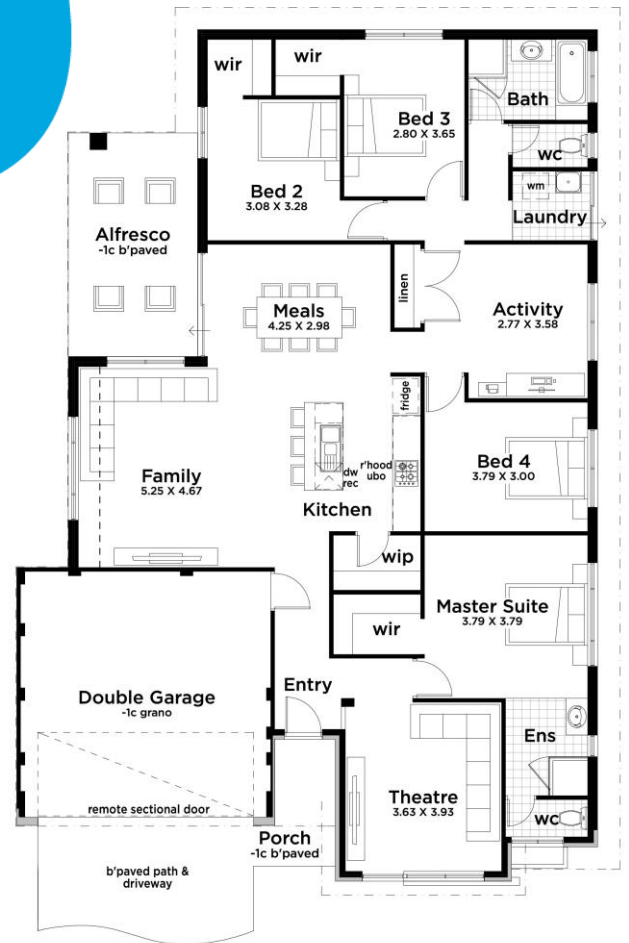 wir
wir
Bed 3
2.80 X 3.65
Bath
wc
Bed 2
3.08 X 3.28
wm
Laundry
Alfresco
-1c b'paved
linen
Meals
4.25 X 2.98
Activity
2.77 X 3.58
fridge
Family
5.25 X 4.67
dw
rec
r'hood
ubo
Bed 4
3.79 X 3.00
Kitchen
wip
Master Suite
3.79 X 3.79
wir
Entry
Double Garage
-1c grano
Ens
Theatre
3.63 X 3.93
remote sectional door
wc
Porch
-1c b'paved
b'paved path &
driveway